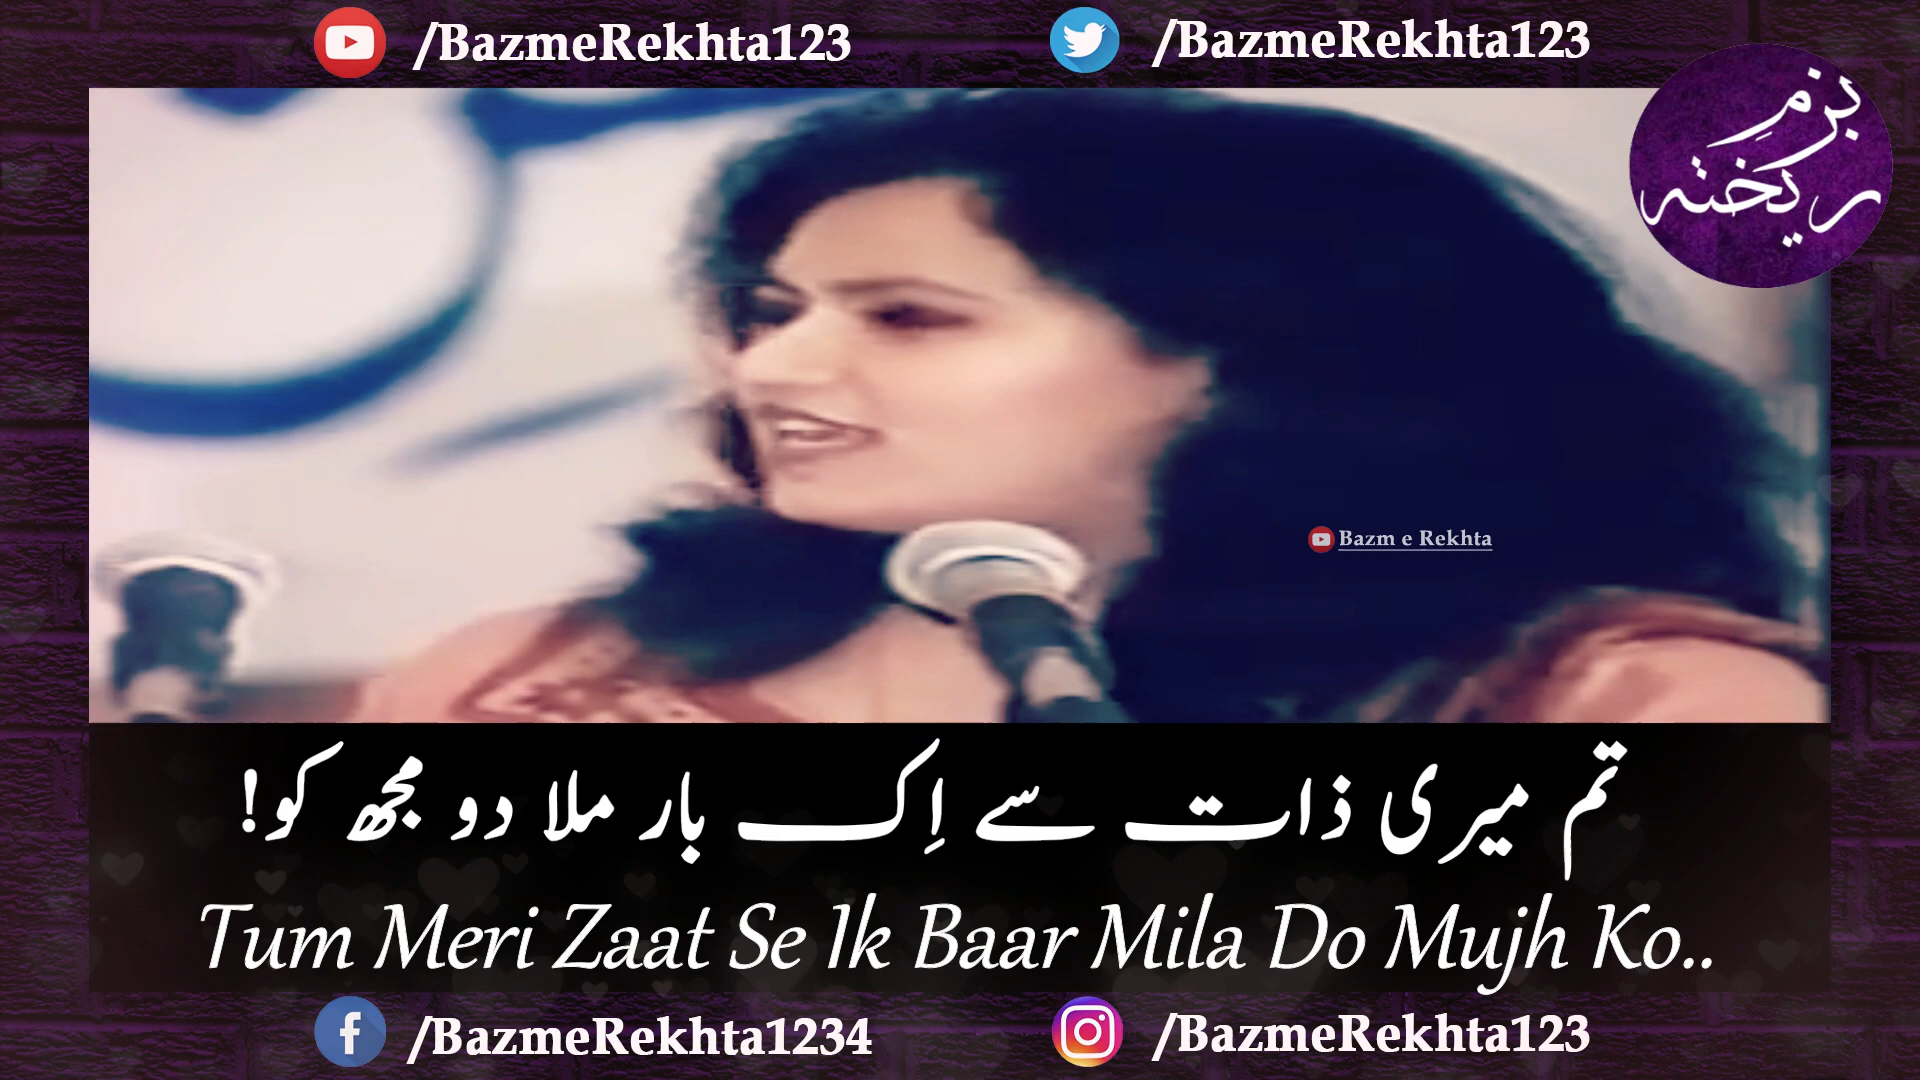 /BazmeRekhta123
/BazmeRekhta123
بزمِ
ریختہ
Bazm e Rekhta
تم میری ذات سے اِک بار ملا دو مجھ کو!
Tum Meri Zaat Se Ik Baar Mila Do Mujh Ko..
/BazmeRekhta1234
/BazmeRekhta123